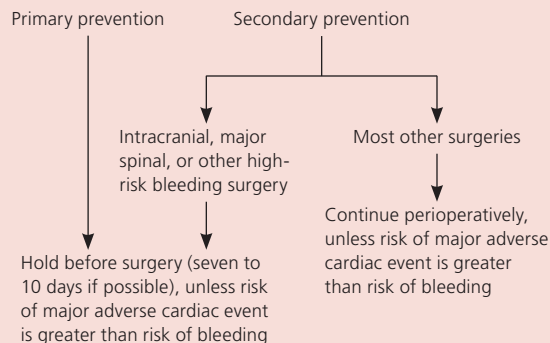 Primary prevention
Secondary prevention
Intracranial, major
spinal, or other high-
risk bleeding surgery
Most other surgeries
Hold before surgery (seven to
10 days if possible), unless risk
of major adverse cardiac event
is greater than risk of bleeding
Continue perioperatively,
unless risk of major adverse
cardiac event is greater
than risk of bleeding